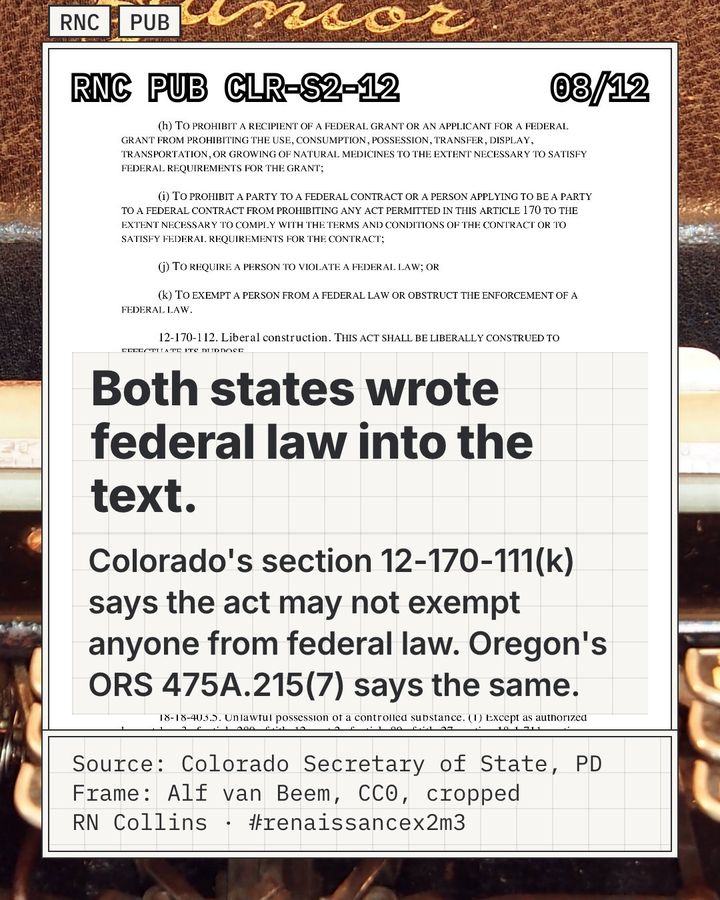 unior
RNC PUB
RNC PUB CLR-S2-12 08/12
(h) TO PROHIBIT A RECIPIENT OF A FEDERAL GRANT OR AN APPLICANT FOR A FEDERAL
GRANT FROM PROHIBITING THE USE, CONSUMPTION, POSSESSION, TRANSFER, DISPLAY,
TRANSPORTATION, OR GROWING OF NATURAL MEDICINES TO THE EXTENT NECESSARY TO SATISFY
FEDERAL REQUIREMENTS FOR THE GRANT;
(i) TO PROHIBIT A PARTY TO A FEDERAL CONTRACT OR A PERSON APPLYING TO BE A PARTY
TO A FEDERAL CONTRACT FROM PROHIBITING ANY ACT PERMITTED IN THIS ARTICLE 170 TO THE
EXTENT NECESSARY TO COMPLY WITH THE TERMS AND CONDITIONS OF THE CONTRACT OR TO
SATISFY FEDERAL REQUIREMENTS FOR THE CONTRACT;
(j) TO REQUIRE A PERSON TO VIOLATE A FEDERAL LAW; OR
(k) TO EXEMPT A PERSON FROM A FEDERAL LAW OR OBSTRUCT THE ENFORCEMENT OF A
FEDERAL LAW.
12-170-112. Liberal construction. THIS ACT SHALL BE LIBERALLY CONSTRUED TO
EFFECTUATE ITS PURPOSE.
Both states wrote
federal law into the
text.
Colorado's section 12-170-111(k)
says the act may not exempt
anyone from federal law. Oregon's
ORS 475A.215(7) says the same.
18-18-403.5. Unlawful possession of a controlled substance. (1) Except as authorized
Source: Colorado Secretary of State, PD
Frame: Alf van Beem, CC0, cropped
RN Collins · #renaissancex2m3